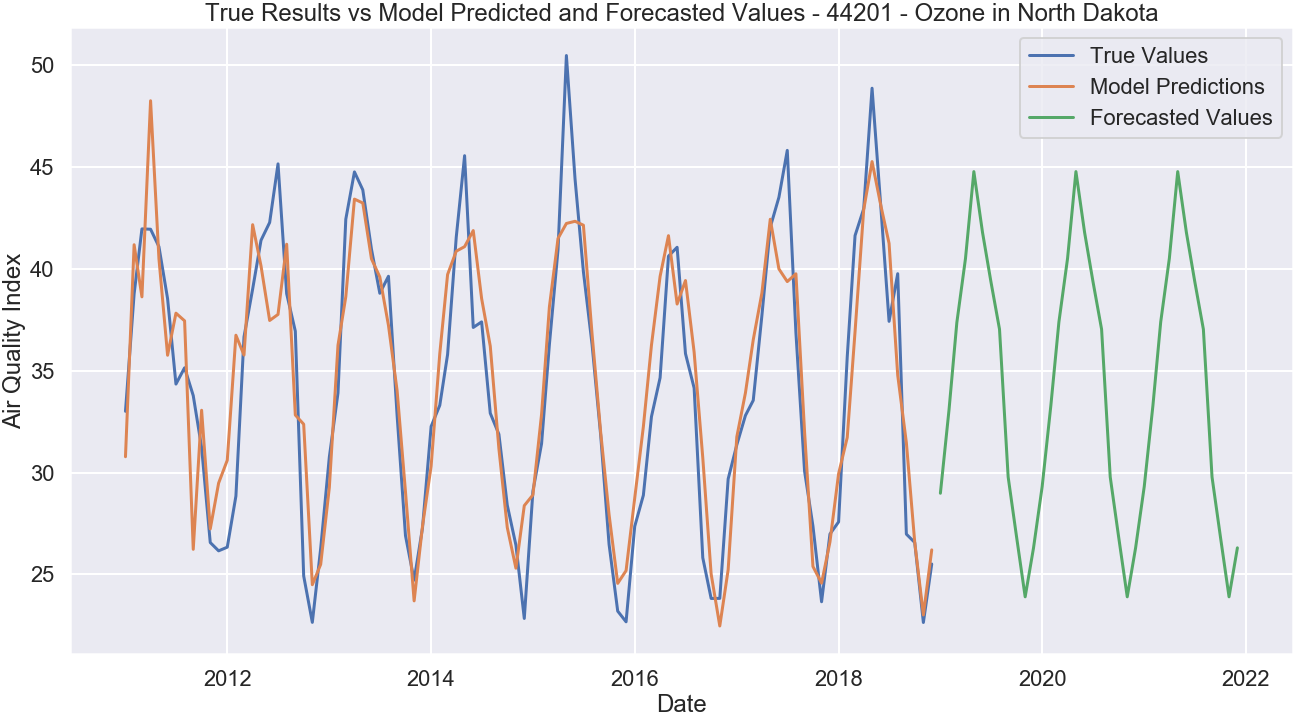 True Results vs Model Predicted and Forecasted Values - 44201 - Ozone in North Dakota
True Values
Model Predictions
Forecasted Values
50
45
40
35
30
25
Air Quality Index
2012 2014 2016 2018 2020 2022
Date